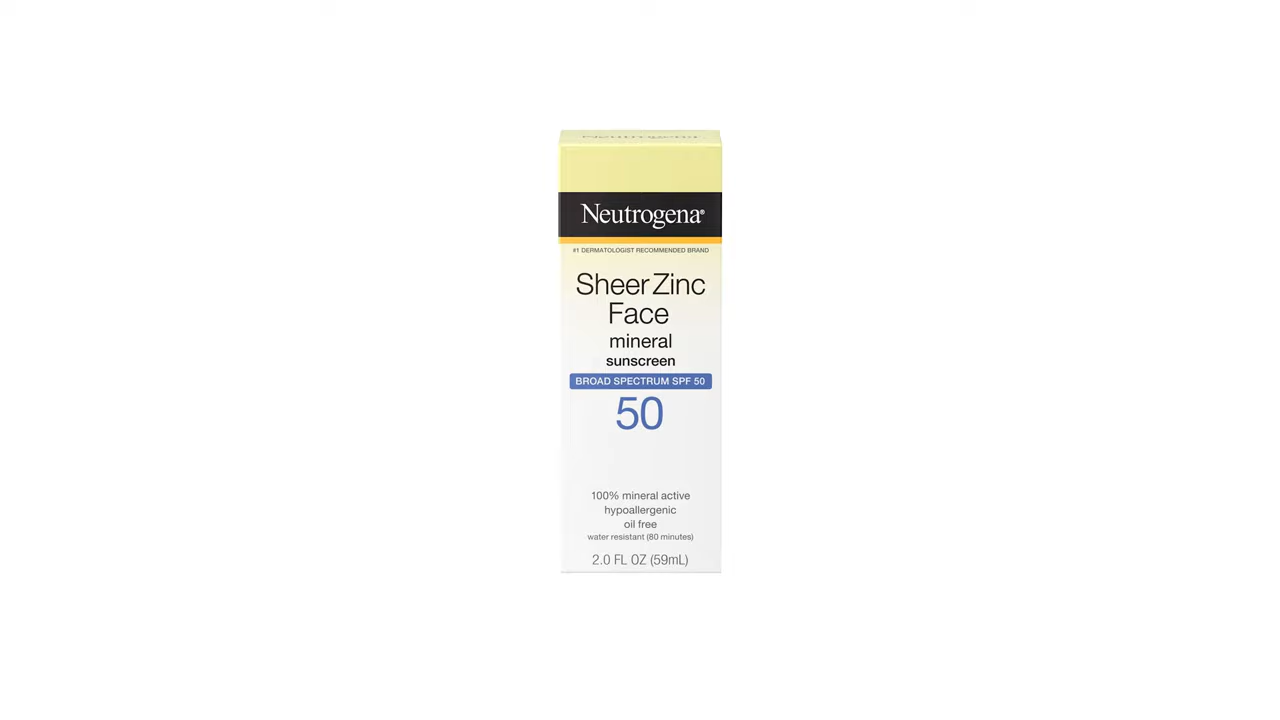 Neutrogena®
#1 DERMATOLOGIST RECOMMENDED BRAND
Sheer Zinc
Face
mineral
sunscreen
BROAD SPECTRUM SPF 50
50
100% mineral active
hypoallergenic
oil free
water resistant (80 minutes)
2.0 FL OZ (59mL)